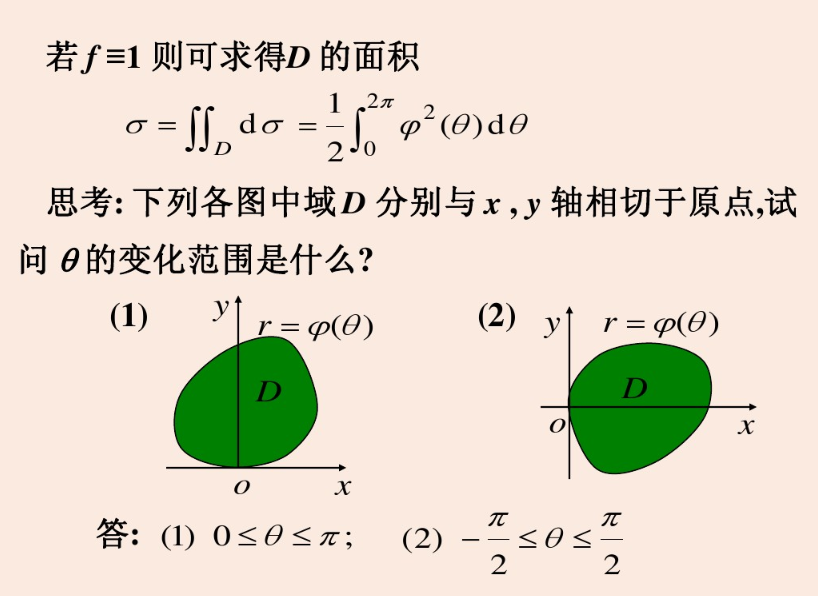 若 f ≡1 则可求得D 的面积
σ = ∬_D dσ = 1/2 ∫_0^{2π} φ²(θ)dθ
思考: 下列各图中域 D 分别与 x , y 轴相切于原点,试
问 θ 的变化范围是什么?
(1) y r = φ(θ) D o x
(2) y r = φ(θ) D o x
答: (1) 0 ≤ θ ≤ π; (2) −π/2 ≤ θ ≤ π/2